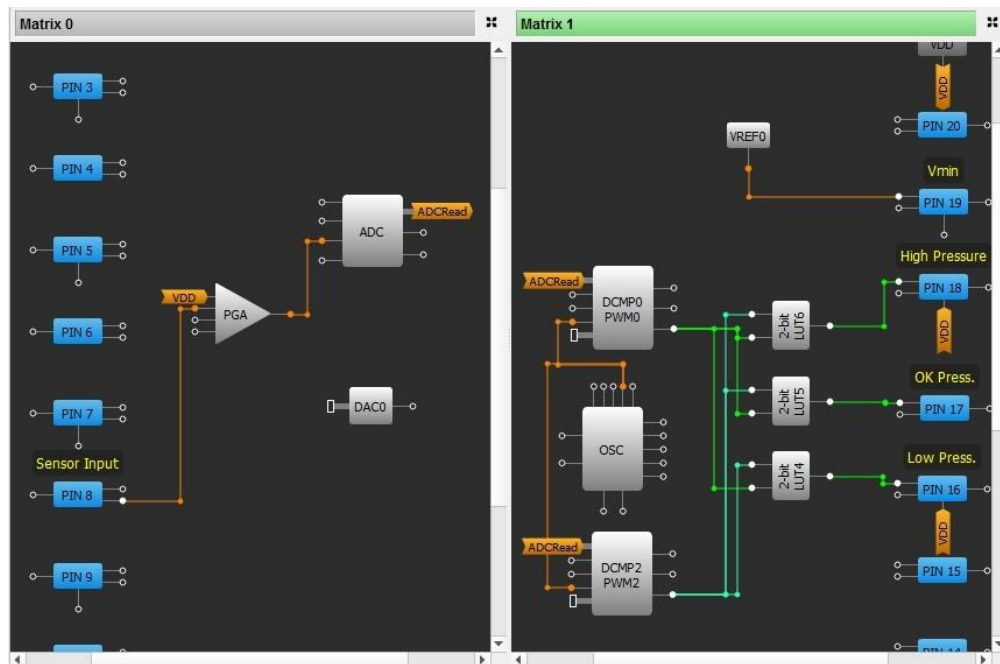 Matrix 0
PIN 3
PIN 4
PIN 5
PIN 6
PIN 7
Sensor Input
PIN 8
PIN 9
VDD
PGA
ADC
ADCRead
DAC0
Matrix 1
VDD
VDD
PIN 20
VREF0
Vmin
PIN 19
High Pressure
PIN 18
VDD
OK Press.
PIN 17
Low Press.
PIN 16
VDD
PIN 15
PIN 14
ADCRead
DCMP0
PWM0
OSC
ADCRead
DCMP2
PWM2
2-bit
LUT6
2-bit
LUT5
2-bit
LUT4